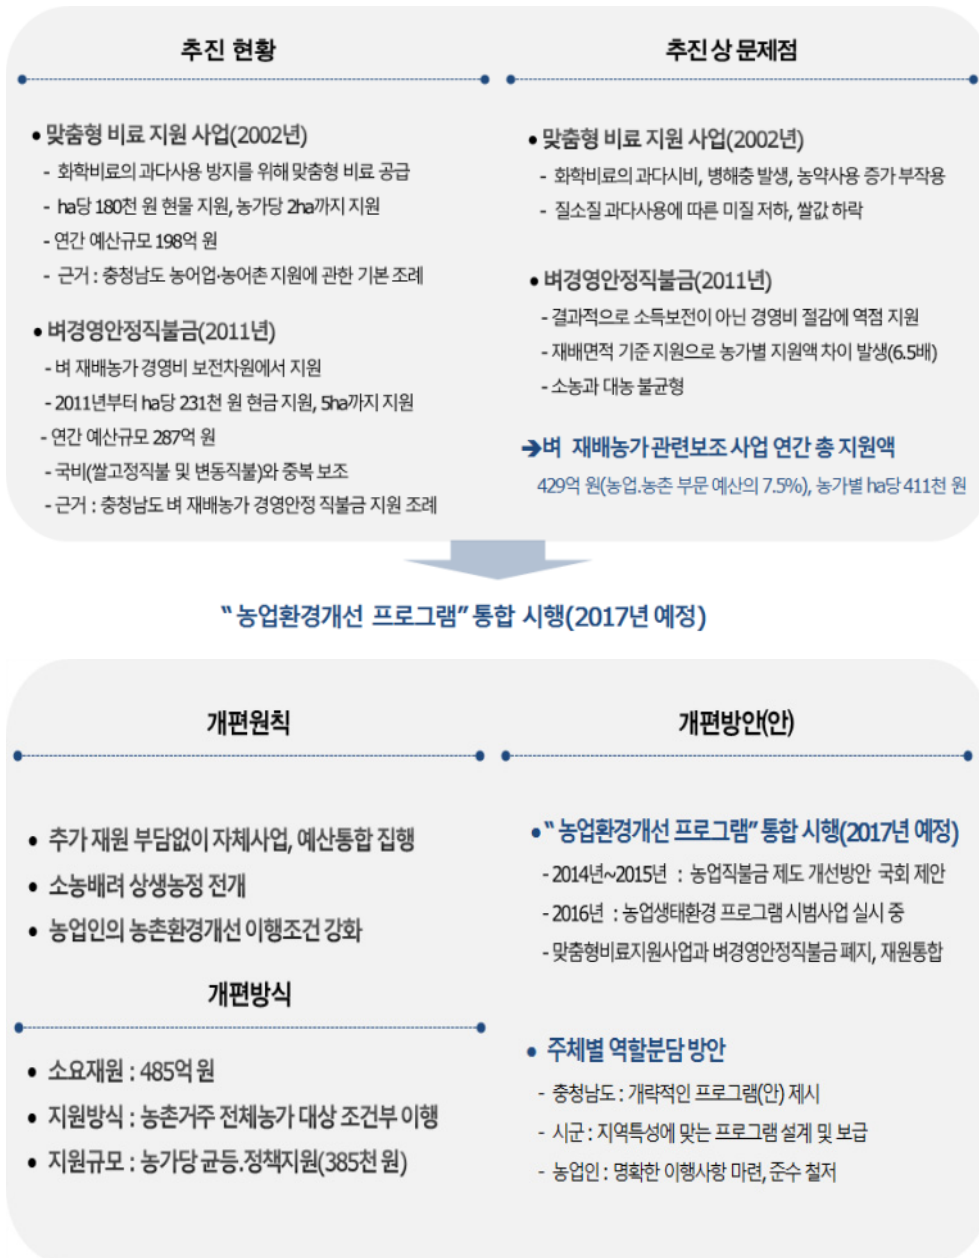 추진 현황
• 맞춤형 비료 지원 사업(2002년)
- 화학비료의 과다사용 방지를 위해 맞춤형 비료 공급
- ha당 180천 원 현물 지원, 농가당 2ha까지 지원
- 연간 예산규모 198억 원
- 근거 : 충청남도 농어업·농어촌 지원에 관한 기본 조례
• 벼경영안정직불금(2011년)
- 벼 재배농가 경영비 보전차원에서 지원
- 2011년부터 ha당 231천 원 현금 지원, 5ha까지 지원
- 연간 예산규모 287억 원
- 국비(쌀고정직불 및 변동직불)와 중복 보조
- 근거 : 충청남도 벼 재배농가 경영안정 직불금 지원 조례
추진상 문제점
• 맞춤형 비료 지원 사업(2002년)
- 화학비료의 과다시비, 병해충 발생, 농약사용 증가 부작용
- 질소질 과다사용에 따른 미질 저하, 쌀값 하락
• 벼경영안정직불금(2011년)
- 결과적으로 소득보전이 아닌 경영비 절감에 역점 지원
- 재배면적 기준 지원으로 농가별 지원액 차이 발생(6.5배)
- 소농과 대농 불균형
➔벼 재배농가 관련보조 사업 연간 총 지원액
429억 원(농업.농촌 부문 예산의 7.5%), 농가별 ha당 411천 원
“ 농업환경개선 프로그램” 통합 시행(2017년 예정)
개편원칙
• 추가 재원 부담없이 자체사업, 예산통합 집행
• 소농배려 상생농정 전개
• 농업인의 농촌환경개선 이행조건 강화
개편방식
• 소요재원 : 485억 원
• 지원방식 : 농촌거주 전체농가 대상 조건부 이행
• 지원규모 : 농가당 균등.정책지원(385천 원)
개편방안(안)
• “ 농업환경개선 프로그램” 통합 시행(2017년 예정)
- 2014년~2015년 : 농업직불금 제도 개선방안 국회 제안
- 2016년 : 농업생태환경 프로그램 시범사업 실시 중
- 맞춤형비료지원사업과 벼경영안정직불금 폐지, 재원통합
• 주체별 역할분담 방안
- 충청남도 : 개략적인 프로그램(안) 제시
- 시군 : 지역특성에 맞는 프로그램 설계 및 보급
- 농업인 : 명확한 이행사항 마련, 준수 철저